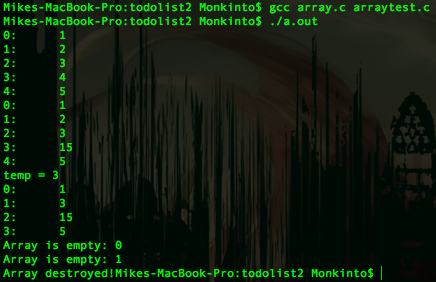 Mikes-MacBook-Pro:todolist2 Monkinto$ gcc array.c arraytest.c
Mikes-MacBook-Pro:todolist2 Monkinto$ ./a.out
0:	1
1:	2
2:	3
3:	4
4:	5
0:	1
1:	2
2:	3
3:	15
4:	5
temp = 3
0:	1
1:	3
2:	15
3:	5
Array is empty: 0
Array is empty: 1
Array destroyed!Mikes-MacBook-Pro:todolist2 Monkinto$